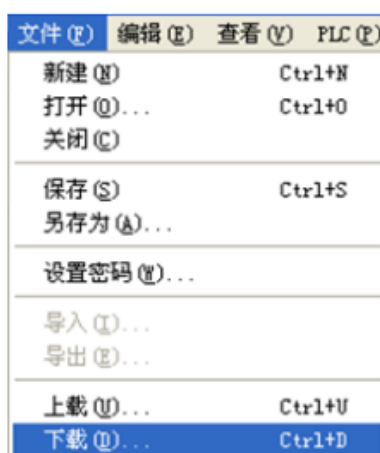 文件(F) 编辑(E) 查看(V) PLC(P)
新建(N) Ctrl+N
打开(O)... Ctrl+O
关闭(C)
保存(S) Ctrl+S
另存为(A)...
设置密码(W)...
导入(I)...
导出(E)...
上载(U)... Ctrl+U
下载(D)... Ctrl+D